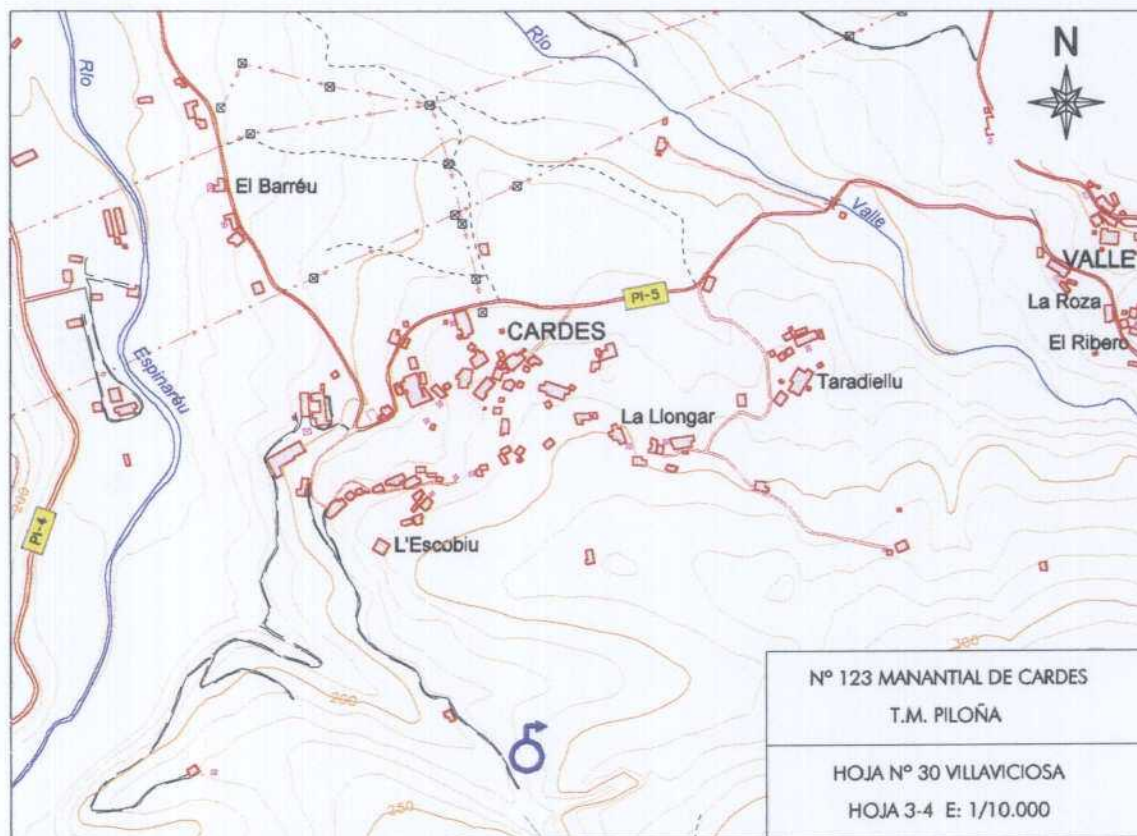 Río
Río
N
El Barréu
Valle
VALLE
PI-5
La Roza
CARDES
El Ribero
Espinaréu
Taradiellu
La Llongar
200
PI-4
L'Escobiu
300
200
250
Nº 123 MANANTIAL DE CARDES
T.M. PILOÑA
HOJA Nº 30 VILLAVICIOSA
HOJA 3-4 E: 1/10.000